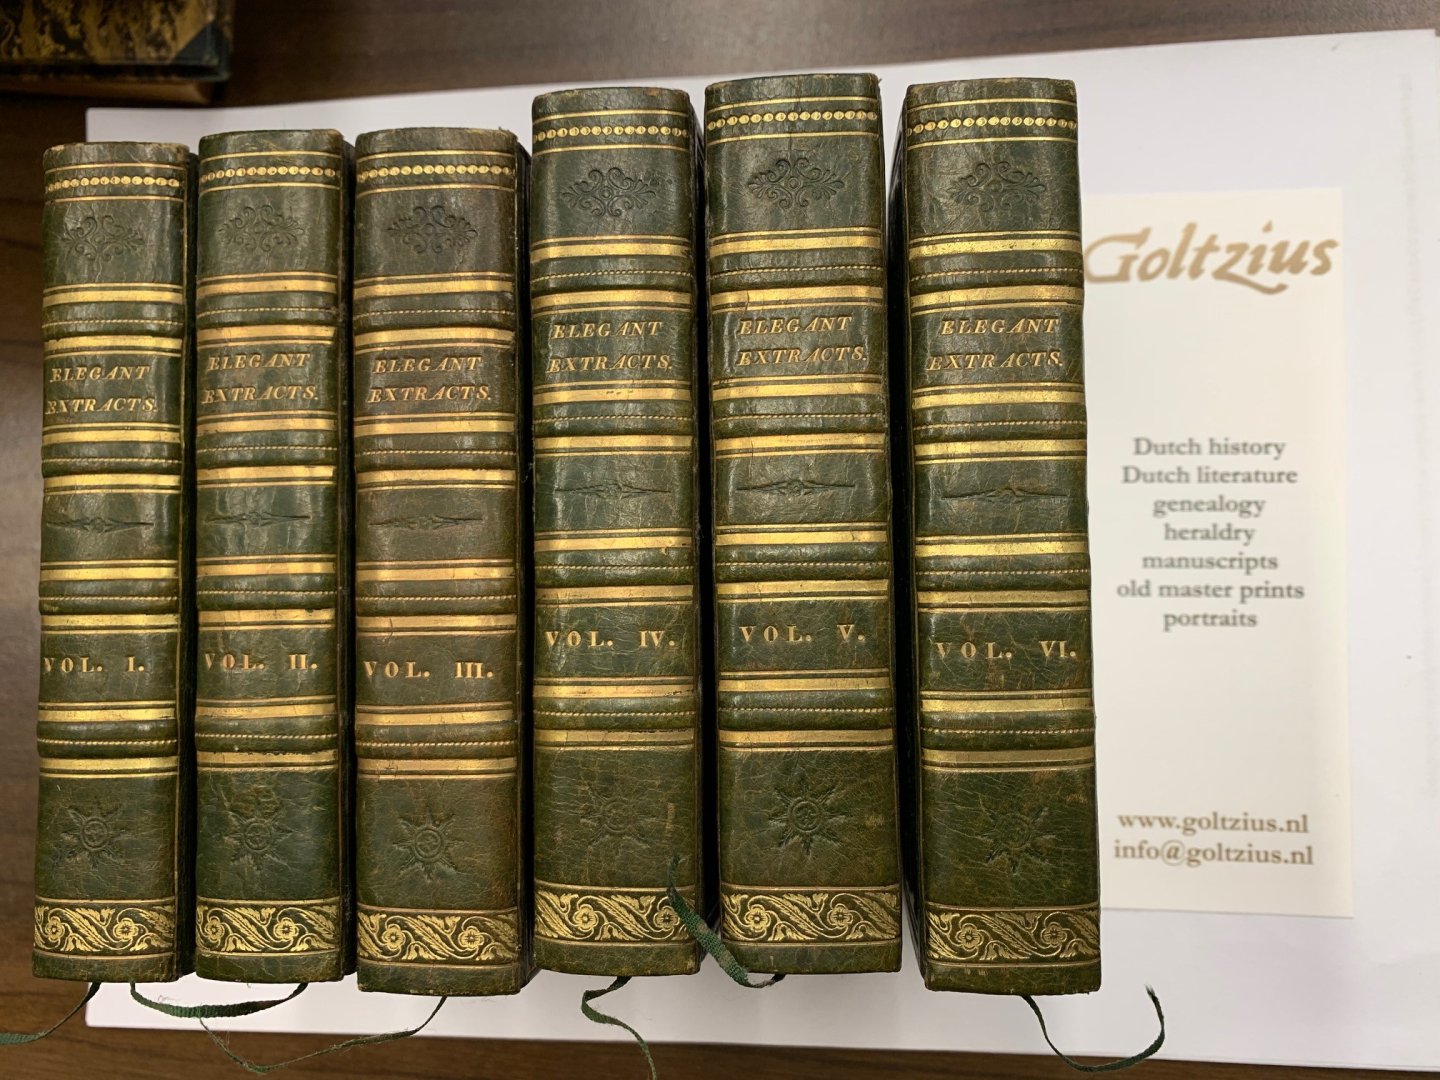 ELEGANT
EXTRACTS.
VOL. I.
ELEGANT
EXTRACTS.
VOL. II.
ELEGANT
EXTRACTS.
VOL. III.
ELEGANT
EXTRACTS.
VOL. IV.
ELEGANT
EXTRACTS.
VOL. V.
ELEGANT
EXTRACTS.
VOL. VI.
Goltzius
Dutch history
Dutch literature
genealogy
heraldry
manuscripts
old master prints
portraits
www.goltzius.nl
info@goltzius.nl